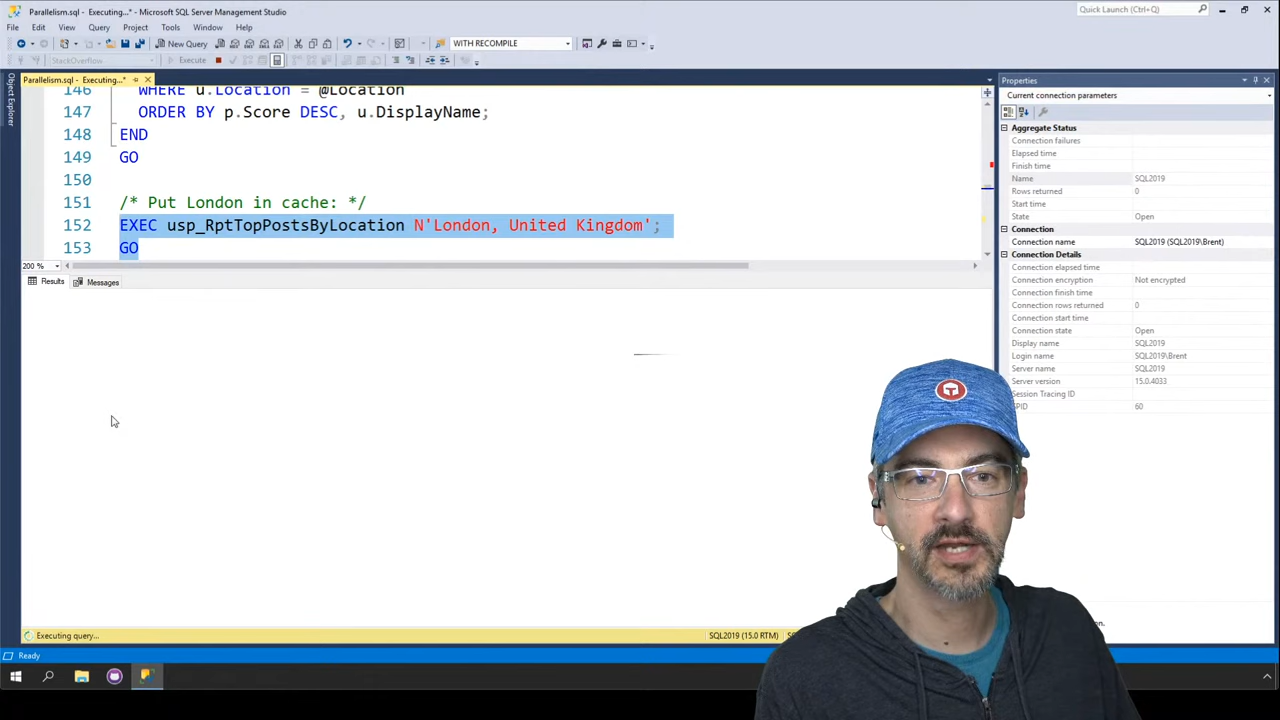 Parallelism.sql - Executing...* - Microsoft SQL Server Management Studio
Quick Launch (Ctrl+Q)
File Edit View Query Project Tools Window Help
New Query
WITH RECOMPILE
StackOverflow
Execute
Parallelism.sql - Executing...*
Object Explorer
146 WHERE u.Location = @Location
147 ORDER BY p.Score DESC, u.DisplayName;
148 END
149 GO
150
151 /* Put London in cache: */
152 EXEC usp_RptTopPostsByLocation N'London, United Kingdom';
153 GO
200 %
Results Messages
Executing query...
SQL2019 (15.0 RTM)
Ready
Properties
Current connection parameters
Aggregate Status
Connection failures
Elapsed time
Finish time
Name SQL2019
Rows returned 0
Start time
State Open
Connection
Connection name SQL2019 (SQL2019\Brent)
Connection Details
Connection elapsed time
Connection encryption Not encrypted
Connection finish time
Connection rows returned 0
Connection start time
Connection state Open
Display name SQL2019
Login name SQL2019\Brent
Server name SQL2019
Server version 15.0.4033
Session Tracing ID
SPID 60